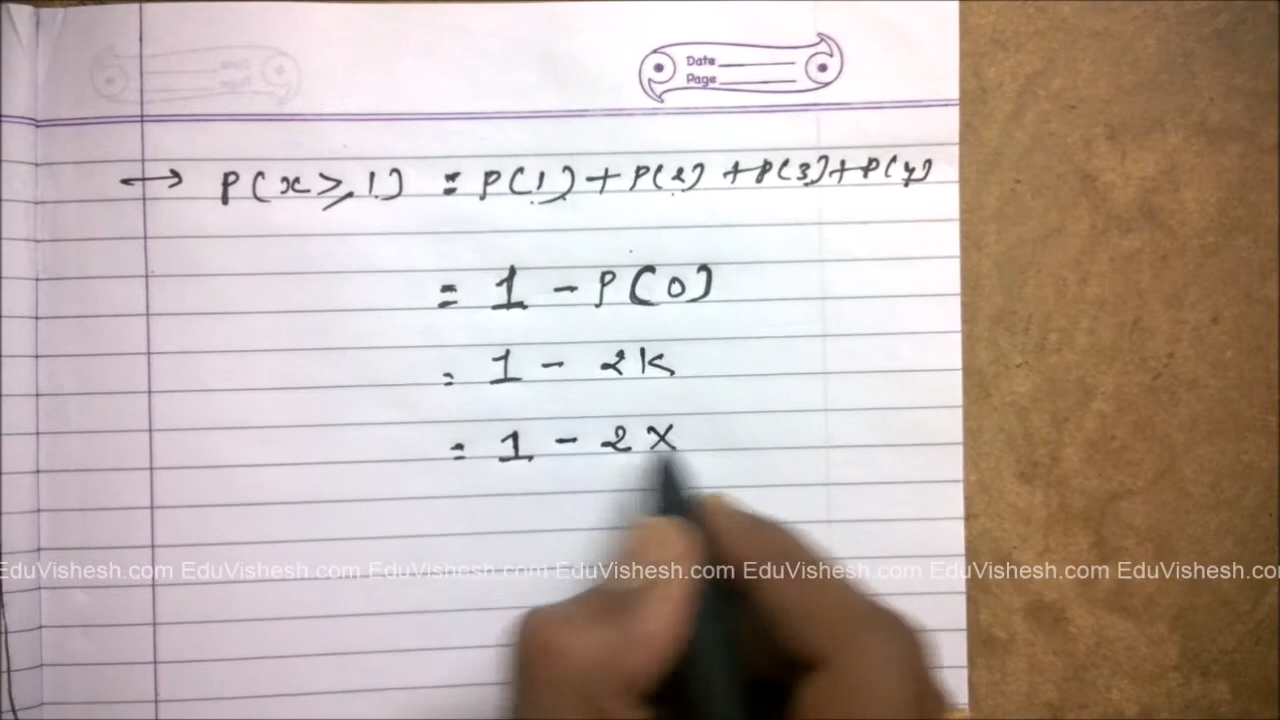 Date
Page
→ P(x≥1) = P(1) + P(2) + P(3) + P(4)
= 1 - P(0)
= 1 - 2k
= 1 - 2 ×
EduVishesh.com EduVishesh.com EduVishesh.com EduVishesh.com EduVishesh.com EduVishesh.com EduVishesh.co